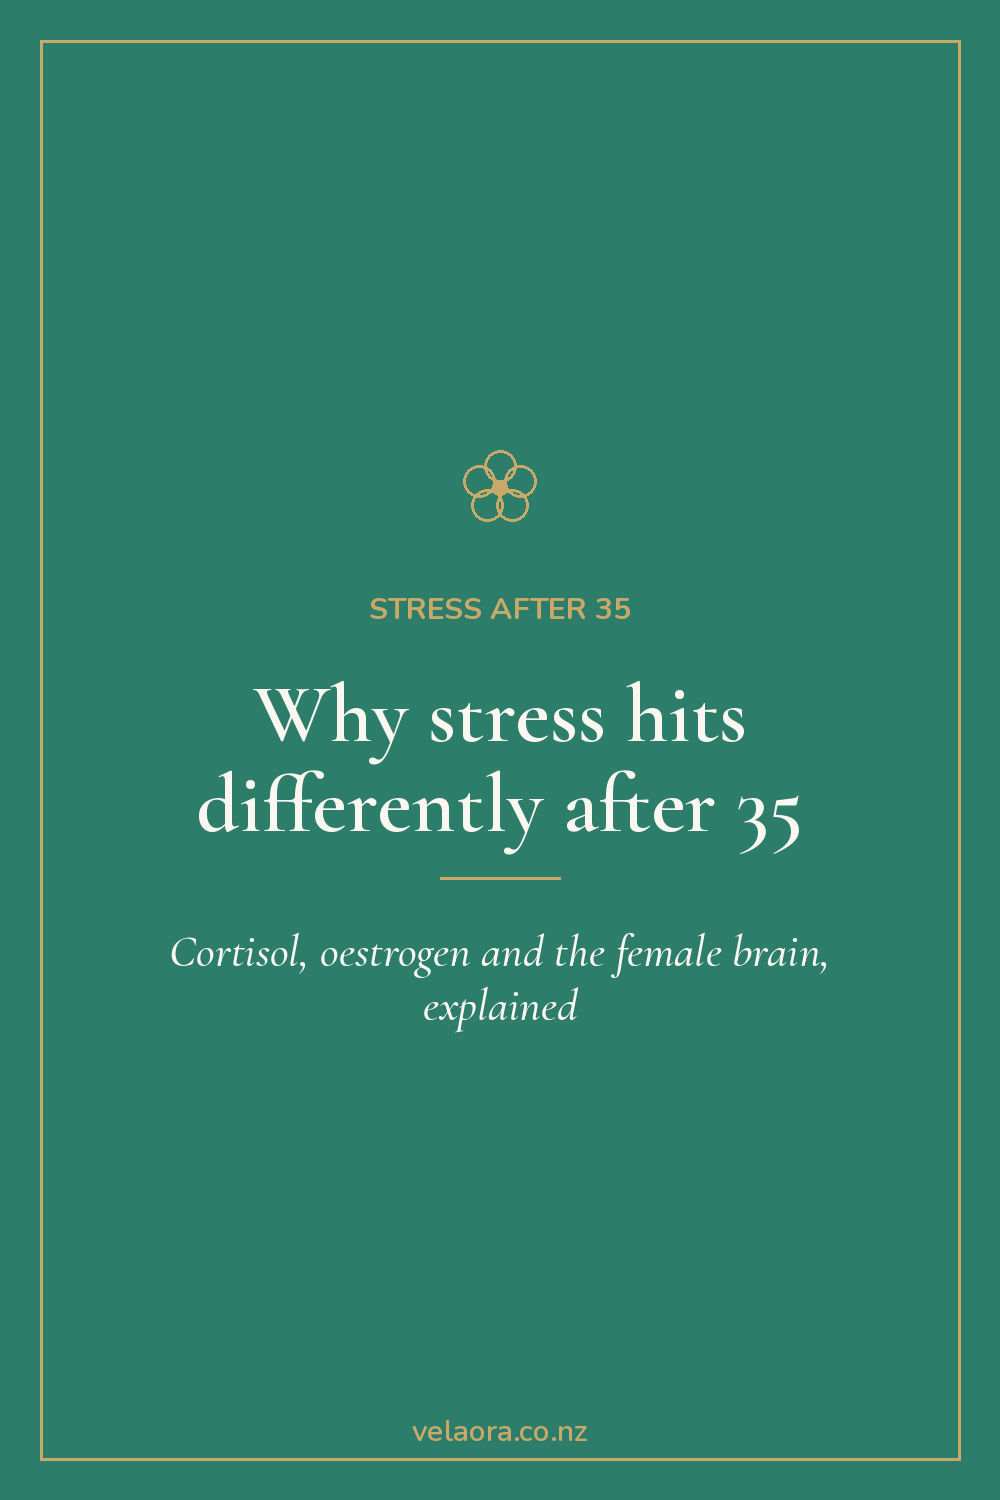 STRESS AFTER 35
Why stress hits
differently after 35
Cortisol, oestrogen and the female brain,
explained
velaora.co.nz